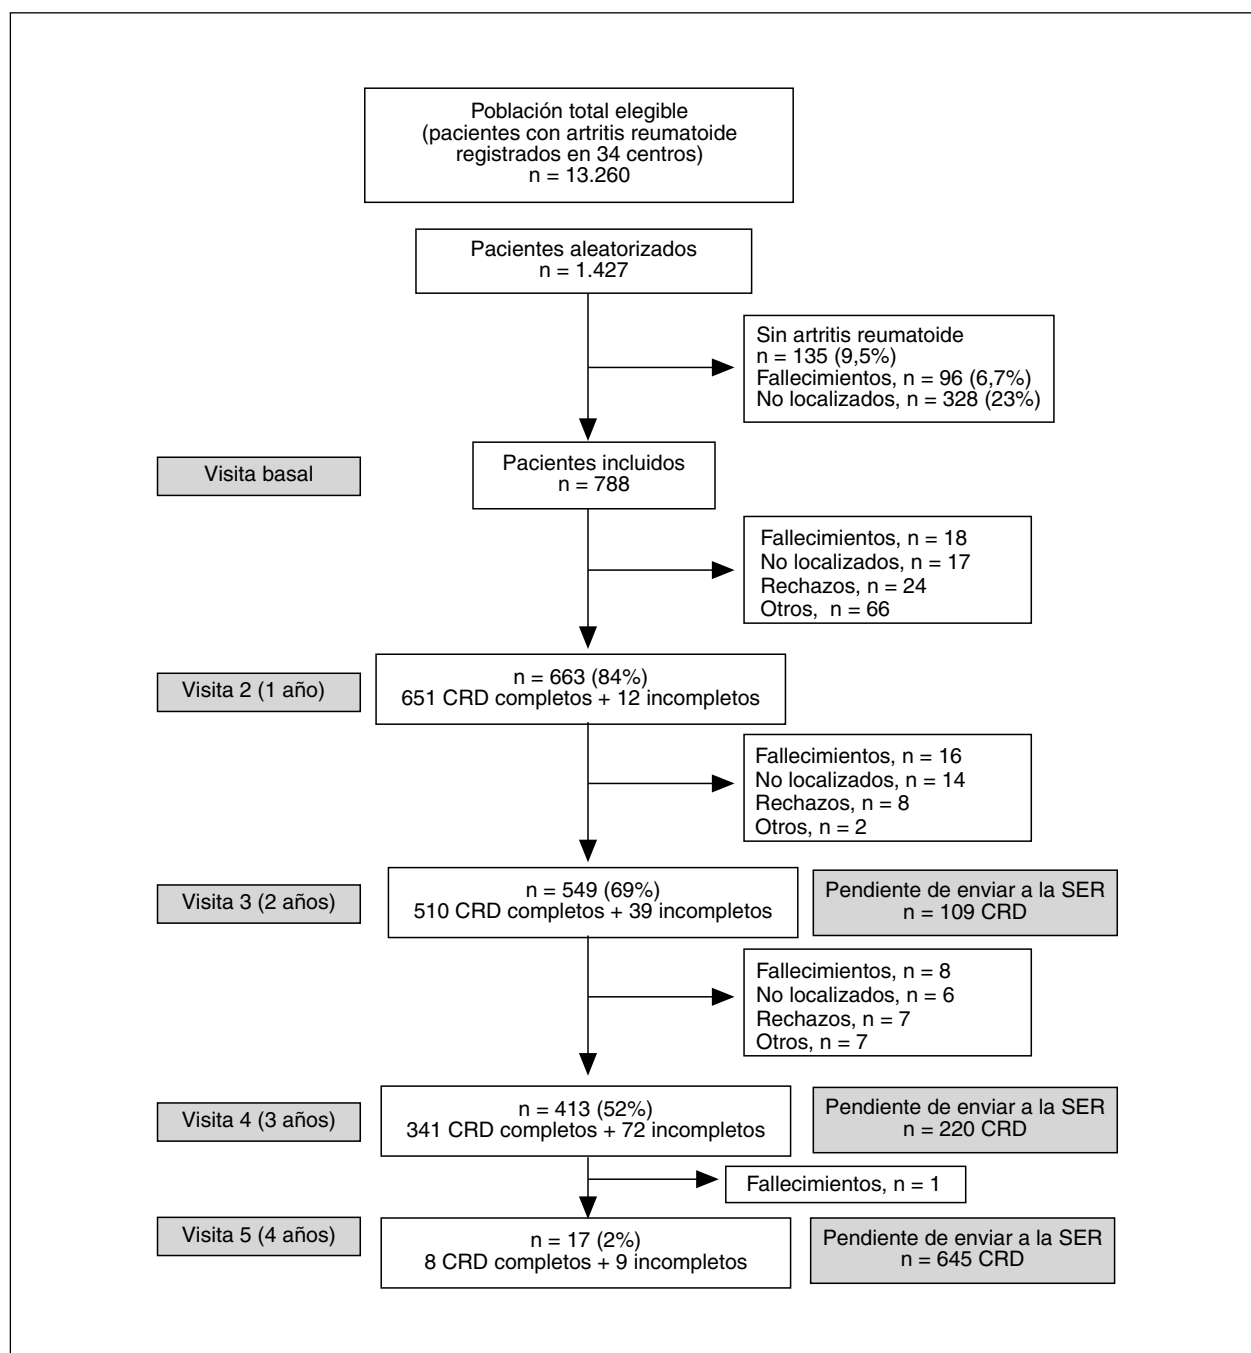 Población total elegible
(pacientes con artritis reumatoide
registrados en 34 centros)
n = 13.260
Pacientes aleatorizados
n = 1.427
Sin artritis reumatoide
n = 135 (9,5%)
Fallecimientos, n = 96 (6,7%)
No localizados, n = 328 (23%)
Visita basal
Pacientes incluidos
n = 788
Fallecimientos, n = 18
No localizados, n = 17
Rechazos, n = 24
Otros, n = 66
Visita 2 (1 año)
n = 663 (84%)
651 CRD completos + 12 incompletos
Fallecimientos, n = 16
No localizados, n = 14
Rechazos, n = 8
Otros, n = 2
Visita 3 (2 años)
n = 549 (69%)
510 CRD completos + 39 incompletos
Pendiente de enviar a la SER
n = 109 CRD
Fallecimientos, n = 8
No localizados, n = 6
Rechazos, n = 7
Otros, n = 7
Visita 4 (3 años)
n = 413 (52%)
341 CRD completos + 72 incompletos
Pendiente de enviar a la SER
n = 220 CRD
Fallecimientos, n = 1
Visita 5 (4 años)
n = 17 (2%)
8 CRD completos + 9 incompletos
Pendiente de enviar a la SER
n = 645 CRD